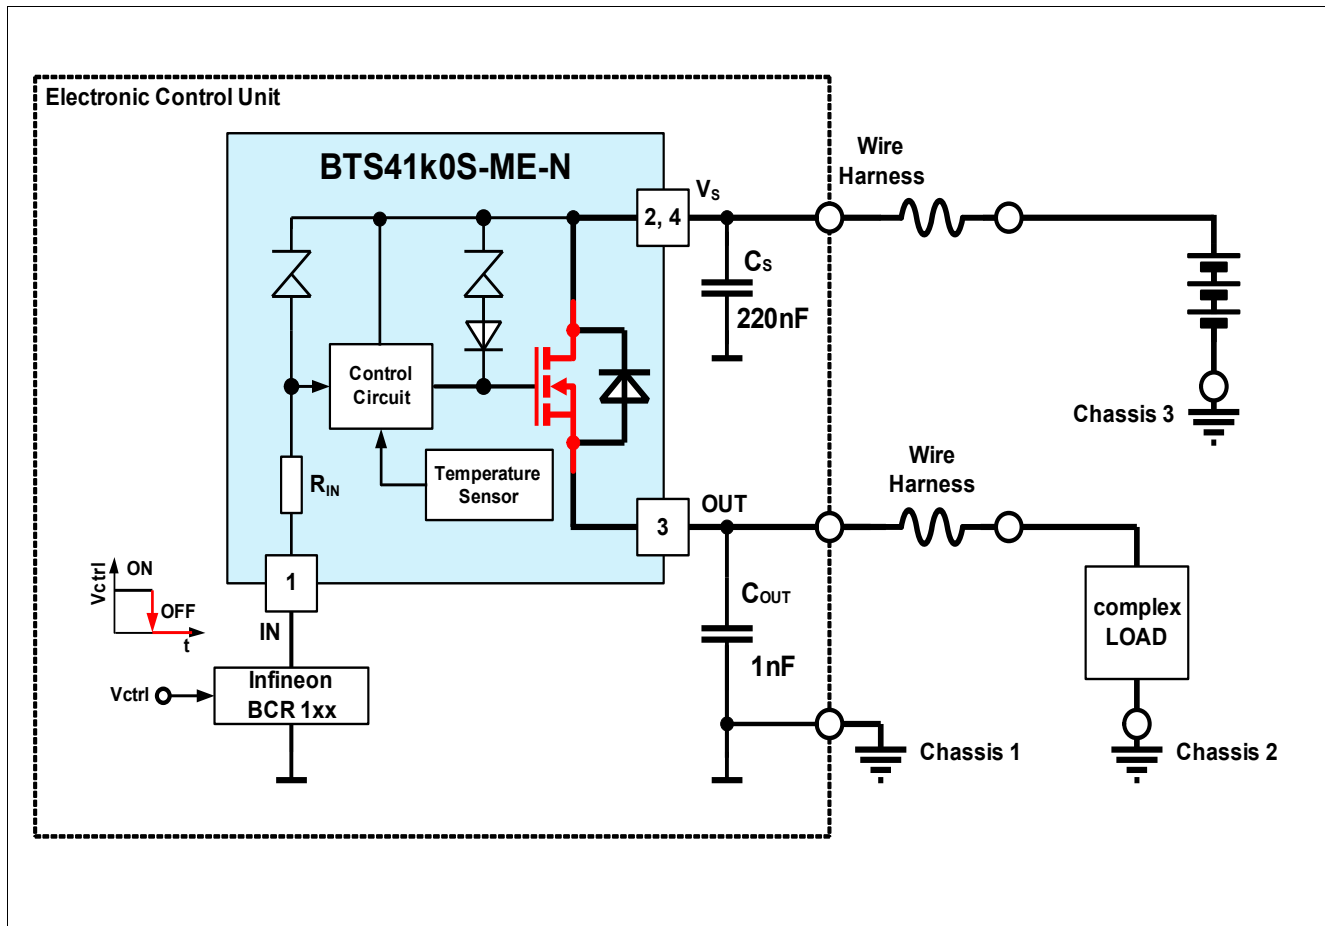 Electronic Control Unit
BTS41k0S-ME-N
VS
2, 4
Wire
Harness
CS
220nF
Control
Circuit
Chassis 3
Temperature
Sensor
RIN
Wire
Harness
OUT
3
Vctrl
ON
OFF
t
1
IN
COUT
1nF
complex
LOAD
Vctrl
Infineon
BCR 1xx
Chassis 1
Chassis 2